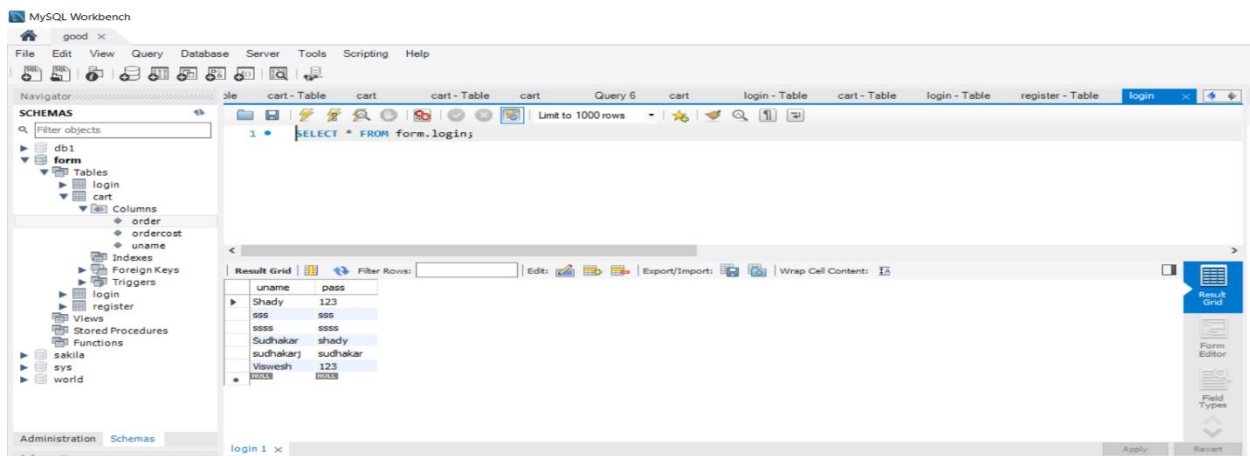 MySQL Workbench
good ×
File Edit View Query Database Server Tools Scripting Help
Navigator
ble cart - Table cart cart - Table cart Query 6 cart login - Table cart - Table login - Table register - Table login ×
SCHEMAS
Limit to 1000 rows
Filter objects
1 SELECT * FROM form.login;
db1
form
Tables
login
cart
Columns
order
ordercost
uname
Indexes
Foreign Keys
Triggers
login
register
Views
Stored Procedures
Functions
sakila
sys
world
Result Grid Filter Rows: Edit: Export/Import: Wrap Cell Content:
uname pass
Shady 123
sss sss
ssss ssss
Sudhakar shady
sudhakarj sudhakar
Viswesh 123
NULL NULL
Result Grid
Form Editor
Field Types
Administration Schemas
login 1 ×
Apply Revert